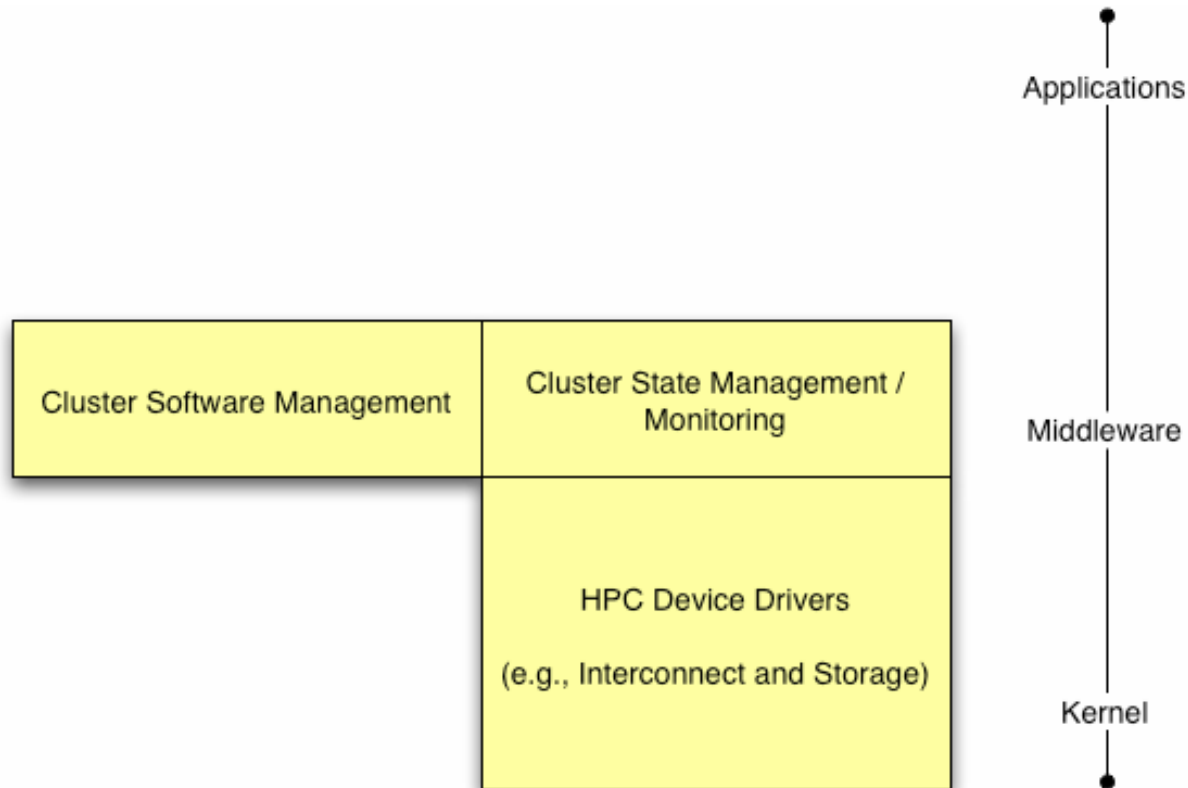 Applications
Cluster Software Management
Cluster State Management /
Monitoring
Middleware
HPC Device Drivers
(e.g., Interconnect and Storage)
Kernel